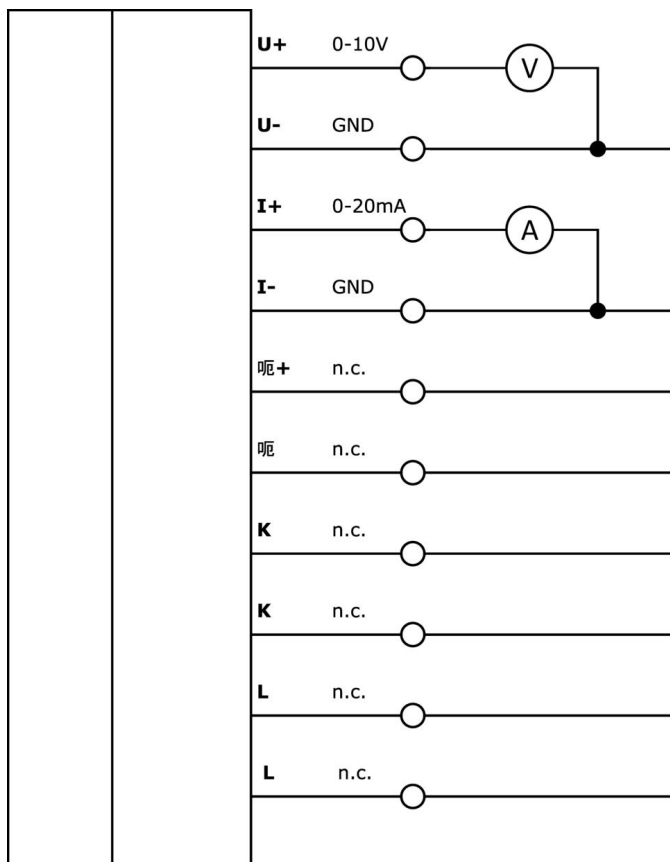 U+ 0-10V
V
U- GND
I+ 0-20mA
A
I- GND
呃+ n.c.
呃 n.c.
K n.c.
K n.c.
L n.c.
L n.c.